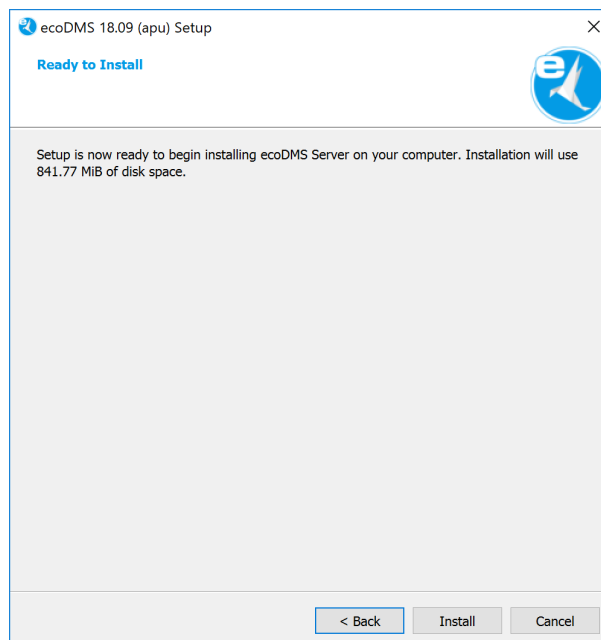 ecoDMS 18.09 (apu) Setup
Ready to Install
e
Setup is now ready to begin installing ecoDMS Server on your computer. Installation will use
841.77 MiB of disk space.
< Back Install Cancel